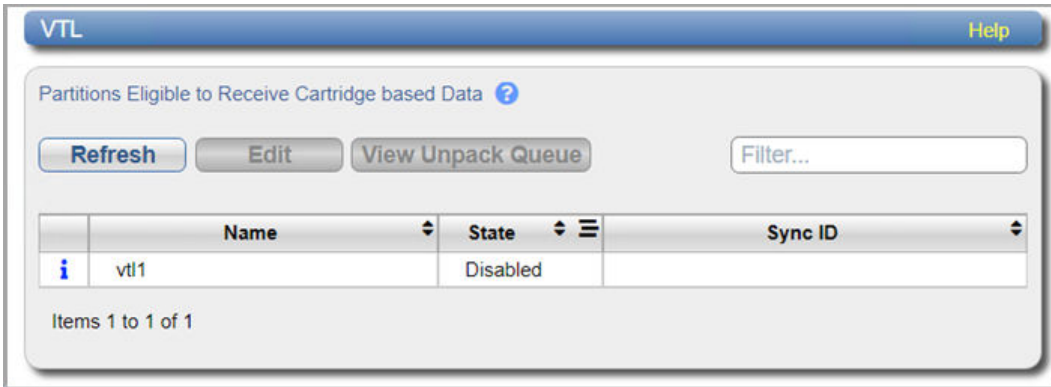 VTL Help
Partitions Eligible to Receive Cartridge based Data ?
Refresh Edit View Unpack Queue Filter...
Name State Sync ID
i vtl1 Disabled
Items 1 to 1 of 1